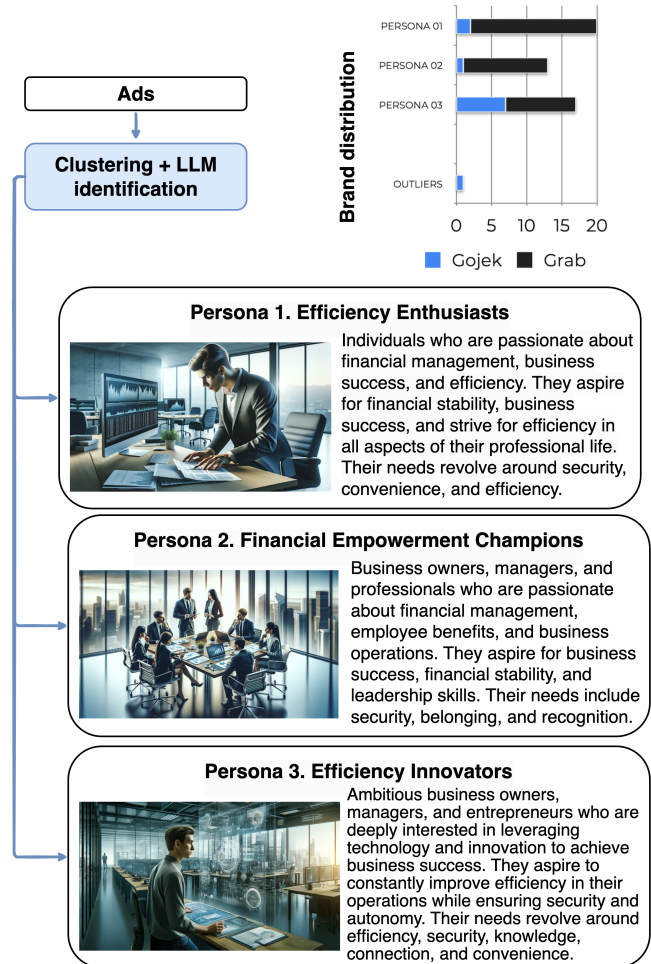 Ads
Clustering + LLM
identification
Brand distribution
PERSONA 01
PERSONA 02
PERSONA 03
OUTLIERS
0 5 10 15 20
Gojek Grab
Persona 1. Efficiency Enthusiasts
Individuals who are passionate about
financial management, business
success, and efficiency. They aspire
for financial stability, business
success, and strive for efficiency in
all aspects of their professional life.
Their needs revolve around security,
convenience, and efficiency.
Persona 2. Financial Empowerment Champions
Business owners, managers, and
professionals who are passionate
about financial management,
employee benefits, and business
operations. They aspire for business
success, financial stability, and
leadership skills. Their needs include
security, belonging, and recognition.
Persona 3. Efficiency Innovators
Ambitious business owners,
managers, and entrepreneurs who are
deeply interested in leveraging
technology and innovation to achieve
business success. They aspire to
constantly improve efficiency in their
operations while ensuring security and
autonomy. Their needs revolve around
efficiency, security, knowledge,
connection, and convenience.